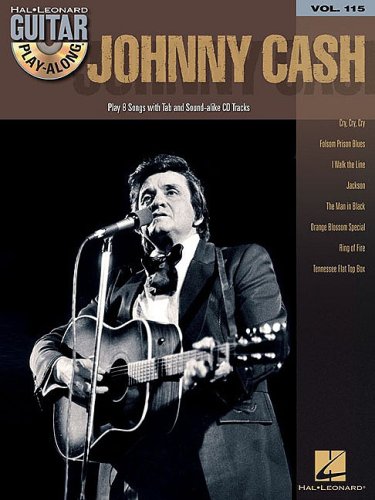 HAL•LEONARD
GUITAR
PLAY-ALONG
VOL. 115
JOHNNY CASH
Play 8 Songs with Tab and Sound-alike CD Tracks
Cry, Cry, Cry
Folsom Prison Blues
I Walk the Line
Jackson
The Man in Black
Orange Blossom Special
Ring of Fire
Tennessee Flat Top Box
HAL•LEONARD®